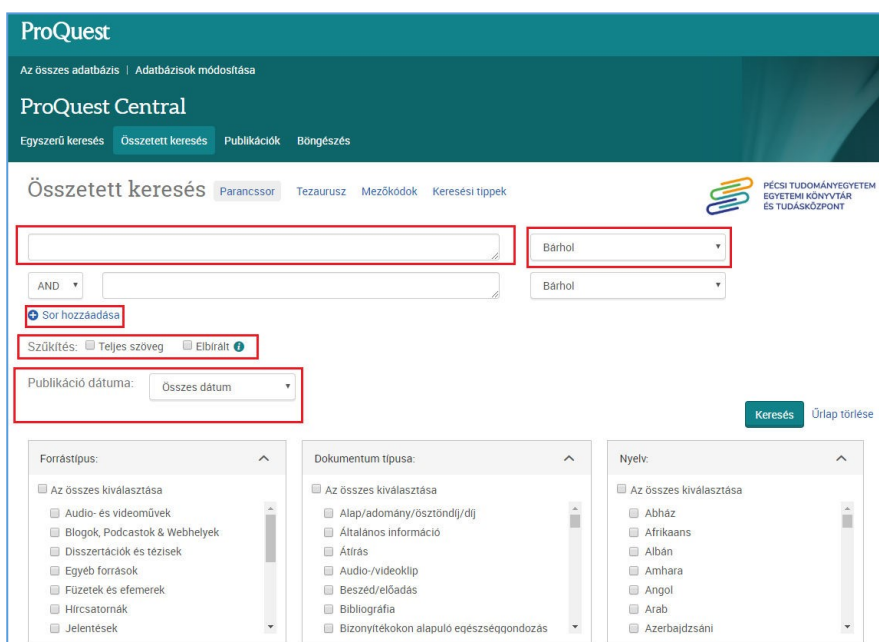 ProQuest
Az összes adatbázis | Adatbázisok módosítása
ProQuest Central
Egyszerű keresés Összetett keresés Publikációk Böngészés
Összetett keresés Parancssor Tezaurusz Mezőkódok Keresési tippek
PÉCSI TUDOMÁNYEGYETEM
EGYETEMI KÖNYVTÁR
ÉS TUDÁSKÖZPONT
Bárhol
AND Bárhol
Sor hozzáadása
Szűkítés: Teljes szöveg Elbírált
Publikáció dátuma: Összes dátum
Keresés Űrlap törlése
Forrástípus:
Az összes kiválasztása
Audio- és videoművek
Blogok, Podcastok & Webhelyek
Disszertációk és tézisek
Egyéb források
Füzetek és efemerek
Hírcsatornák
Jelentések
Dokumentum típusa:
Az összes kiválasztása
Alap/adomány/ösztöndíj/díj
Általános információ
Átírás
Audio-/videoklip
Beszéd/előadás
Bibliográfia
Bizonyítékokon alapuló egészséggondozás
Nyelv:
Az összes kiválasztása
Abház
Afrikaans
Albán
Amhara
Angol
Arab
Azerbajdzsáni